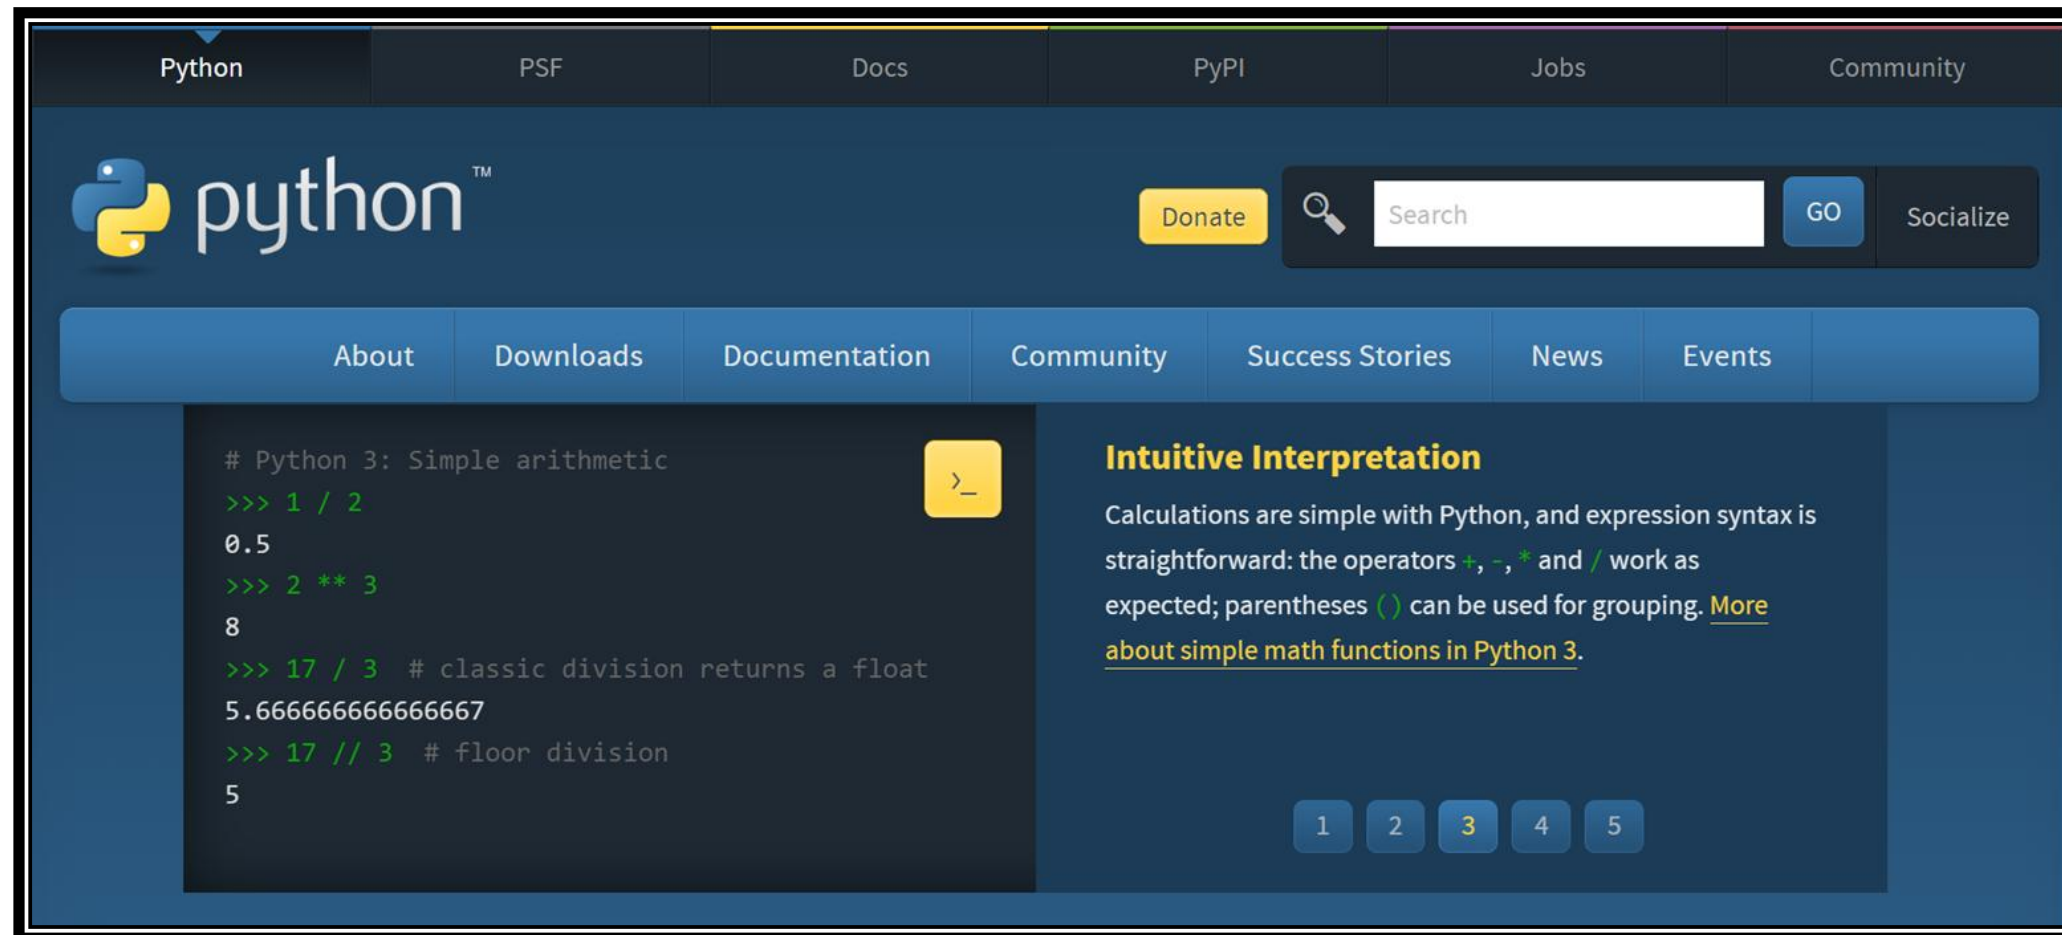 Python PSF Docs PyPI Jobs Community
python™
Donate Search GO Socialize
About Downloads Documentation Community Success Stories News Events
# Python 3: Simple arithmetic
>>> 1 / 2
0.5
>>> 2 ** 3
8
>>> 17 / 3  # classic division returns a float
5.666666666666667
>>> 17 // 3  # floor division
5
>_
Intuitive Interpretation
Calculations are simple with Python, and expression syntax is
straightforward: the operators +, -, * and / work as
expected; parentheses () can be used for grouping. More
about simple math functions in Python 3.
1 2 3 4 5